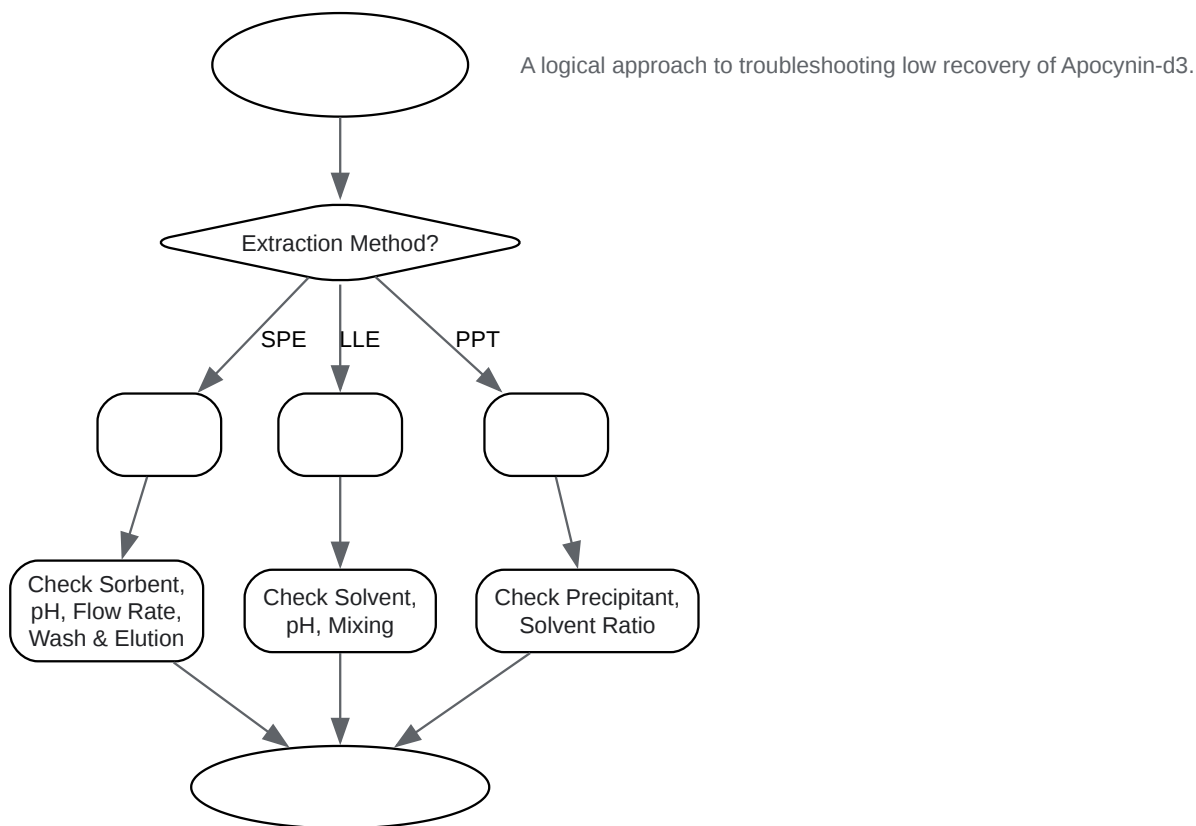 A logical approach to troubleshooting low recovery of Apocynin-d3.
Extraction Method?
SPE
LLE
PPT
Check Sorbent,
pH, Flow Rate,
Wash & Elution
Check Solvent,
pH, Mixing
Check Precipitant,
Solvent Ratio